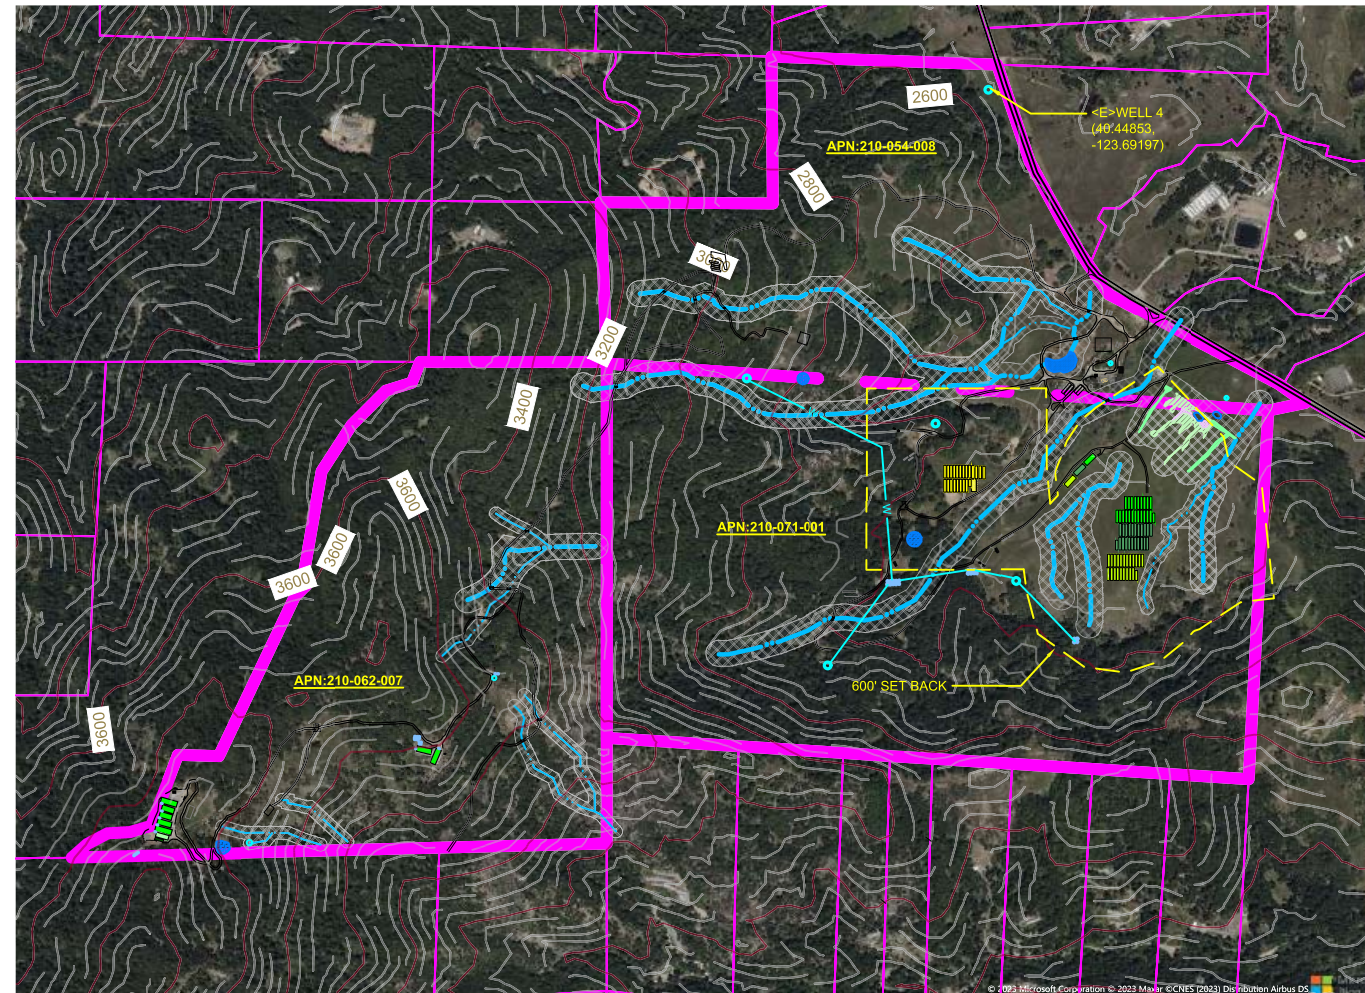 2600
<E>WELL 4
(40.44853,
-123.69197)
APN:210-054-008
2800
3200
3400
3600
3600
3600
APN:210-071-001
W
600' SET BACK
APN:210-062-007
3600
© 2023 Microsoft Corporation © 2023 Maxar ©CNES (2023) Distribution Airbus DS